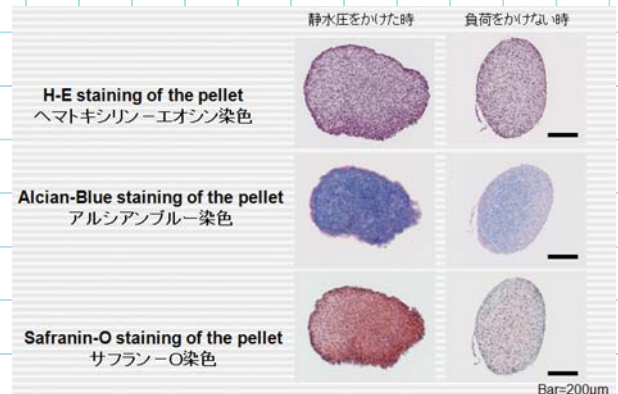 静水圧をかけた時 負荷をかけない時
H-E staining of the pellet
ヘマトキシリン－エオシン染色
Alcian-Blue staining of the pellet
アルシアンブルー染色
Safranin-O staining of the pellet
サフラン－O染色
Bar=200um